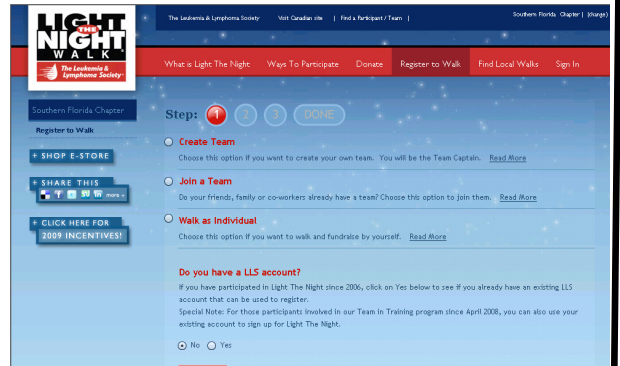 LIGHT
THE
NIGHT
WALK
The Leukemia &
Lymphoma Society
The Leukemia & Lymphoma Society Visit Canadian site | Find a Participant / Team |
Southern Florida Chapter | (change)
What is Light The Night Ways To Participate Donate Register to Walk Find Local Walks Sign In
Southern Florida Chapter
Register to Walk
+ SHOP E-STORE
+ SHARE THIS
more »
+ CLICK HERE FOR
2009 INCENTIVES!
Step: 1 2 3 DONE
Create Team
Choose this option if you want to create your own team. You will be the Team Captain. Read More
Join a Team
Do your friends, family or co-workers already have a team? Choose this option to join them. Read More
Walk as Individual
Choose this option if you want to walk and fundraise by yourself. Read More
Do you have a LLS account?
If you have participated in Light The Night since 2006, click on Yes below to see if you already have an existing LLS
account that can be used to register.
Special Note: For those participants involved in our Team in Training program since April 2008, you can also use your
existing account to sign up for Light The Night.
No Yes